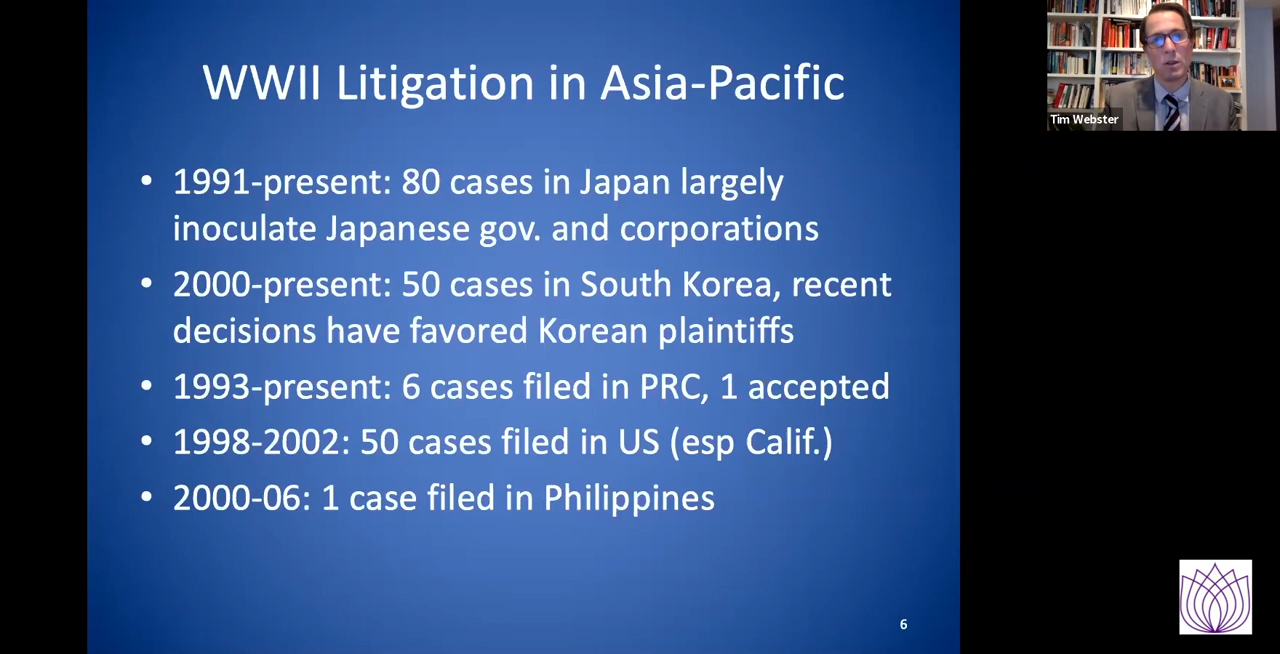 WWII Litigation in Asia-Pacific
• 1991-present: 80 cases in Japan largely
inoculate Japanese gov. and corporations
• 2000-present: 50 cases in South Korea, recent
decisions have favored Korean plaintiffs
• 1993-present: 6 cases filed in PRC, 1 accepted
• 1998-2002: 50 cases filed in US (esp Calif.)
• 2000-06: 1 case filed in Philippines
6
Tim Webster